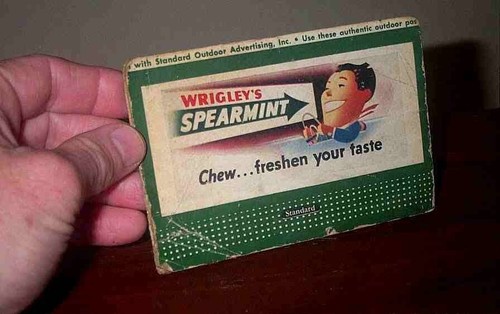 with Standard Outdoor Advertising, Inc. • Use these authentic outdoor pos
WRIGLEY'S
SPEARMINT
Chew...freshen your taste
Standard